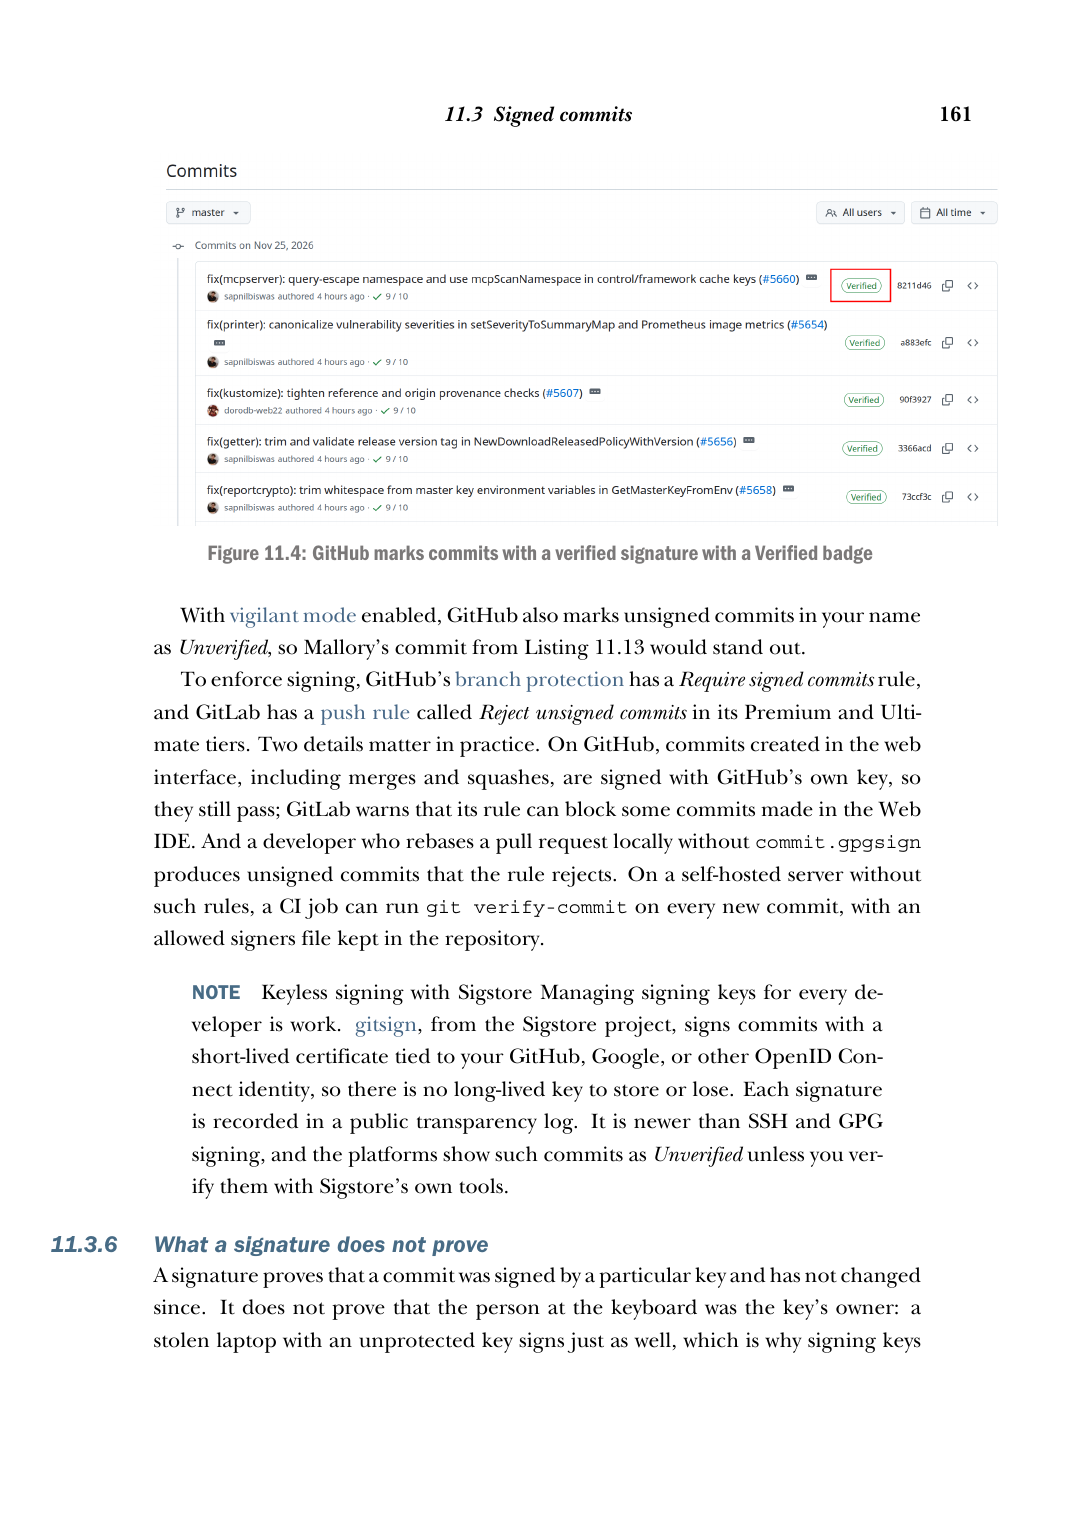 11.3 Signed commits 161
Commits
master All users All time
Commits on Nov 25, 2026
fix(mcpserver): query-escape namespace and use mcpScanNamespace in control/framework cache keys (#5660)
sapnilbiswas authored 4 hours ago · 9 / 10
Verified 8211d46
fix(printer): canonicalize vulnerability severities in setSeverityToSummaryMap and Prometheus image metrics (#5654)
sapnilbiswas authored 4 hours ago · 9 / 10
Verified a883efc
fix(kustomize): tighten reference and origin provenance checks (#5607)
dorodb-web22 authored 4 hours ago · 9 / 10
Verified 90f3927
fix(getter): trim and validate release version tag in NewDownloadReleasedPolicyWithVersion (#5656)
sapnilbiswas authored 4 hours ago · 9 / 10
Verified 3366acd
fix(reportcrypto): trim whitespace from master key environment variables in GetMasterKeyFromEnv (#5658)
sapnilbiswas authored 4 hours ago · 9 / 10
Verified 73ccf3c
Figure 11.4: GitHub marks commits with a verified signature with a Verified badge
With vigilant mode enabled, GitHub also marks unsigned commits in your name
as Unverified, so Mallory's commit from Listing 11.13 would stand out.
To enforce signing, GitHub's branch protection has a Require signed commits rule,
and GitLab has a push rule called Reject unsigned commits in its Premium and Ulti-
mate tiers. Two details matter in practice. On GitHub, commits created in the web
interface, including merges and squashes, are signed with GitHub's own key, so
they still pass; GitLab warns that its rule can block some commits made in the Web
IDE. And a developer who rebases a pull request locally without commit.gpgsign
produces unsigned commits that the rule rejects. On a self-hosted server without
such rules, a CI job can run git verify-commit on every new commit, with an
allowed signers file kept in the repository.
NOTE Keyless signing with Sigstore Managing signing keys for every de-
veloper is work. gitsign, from the Sigstore project, signs commits with a
short-lived certificate tied to your GitHub, Google, or other OpenID Con-
nect identity, so there is no long-lived key to store or lose. Each signature
is recorded in a public transparency log. It is newer than SSH and GPG
signing, and the platforms show such commits as Unverified unless you ver-
ify them with Sigstore's own tools.
11.3.6 What a signature does not prove
A signature proves that a commit was signed by a particular key and has not changed
since. It does not prove that the person at the keyboard was the key's owner: a
stolen laptop with an unprotected key signs just as well, which is why signing keys